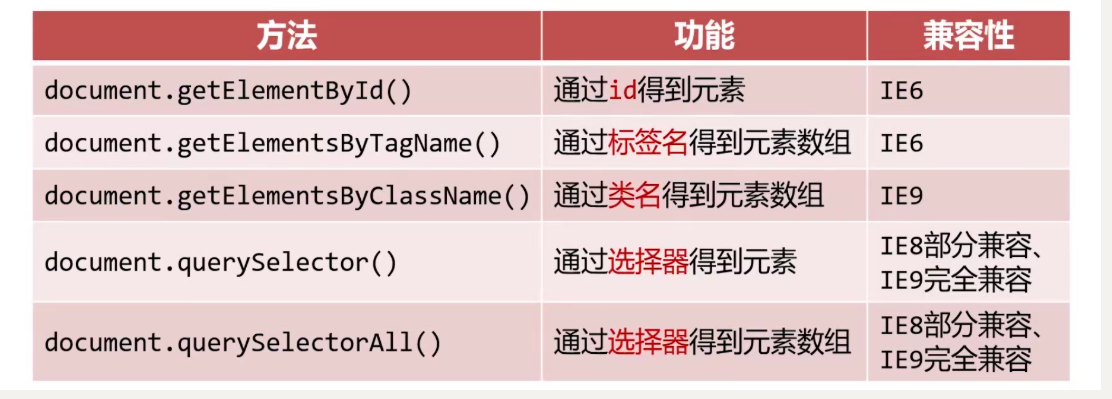 方法 功能 兼容性
document.getElementById() 通过id得到元素 IE6
document.getElementsByTagName() 通过标签名得到元素数组 IE6
document.getElementsByClassName() 通过类名得到元素数组 IE9
document.querySelector() 通过选择器得到元素 IE8部分兼容、
IE9完全兼容
document.querySelectorAll() 通过选择器得到元素数组 IE8部分兼容、
IE9完全兼容